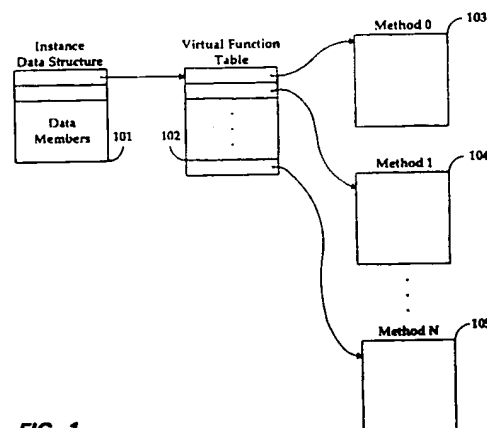 Instance
Data Structure
Virtual Function
Table
Method 0
103
Data
Members
101
102
Method 1
104
Method N
105
FIG. 1